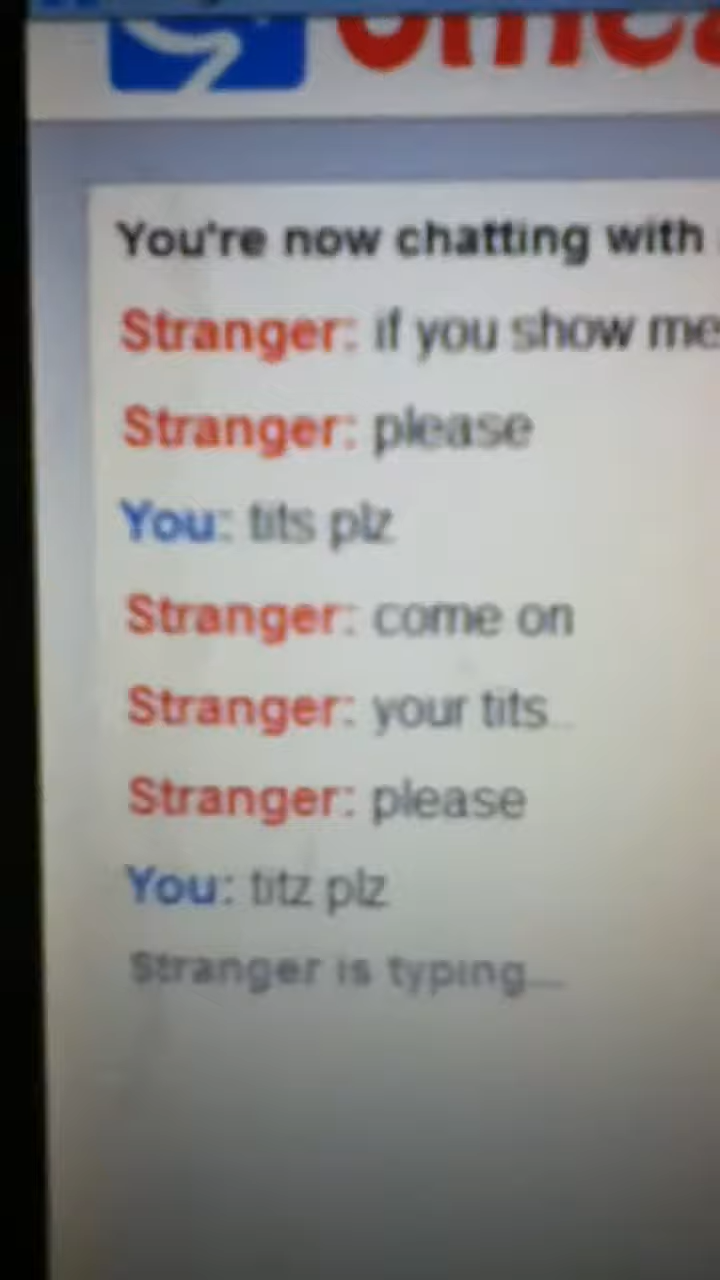 You're now chatting with
Stranger: if you show me
Stranger: please
You: tits plz
Stranger: come on
Stranger: your tits..
Stranger: please
You: titz plz
Stranger is typing...